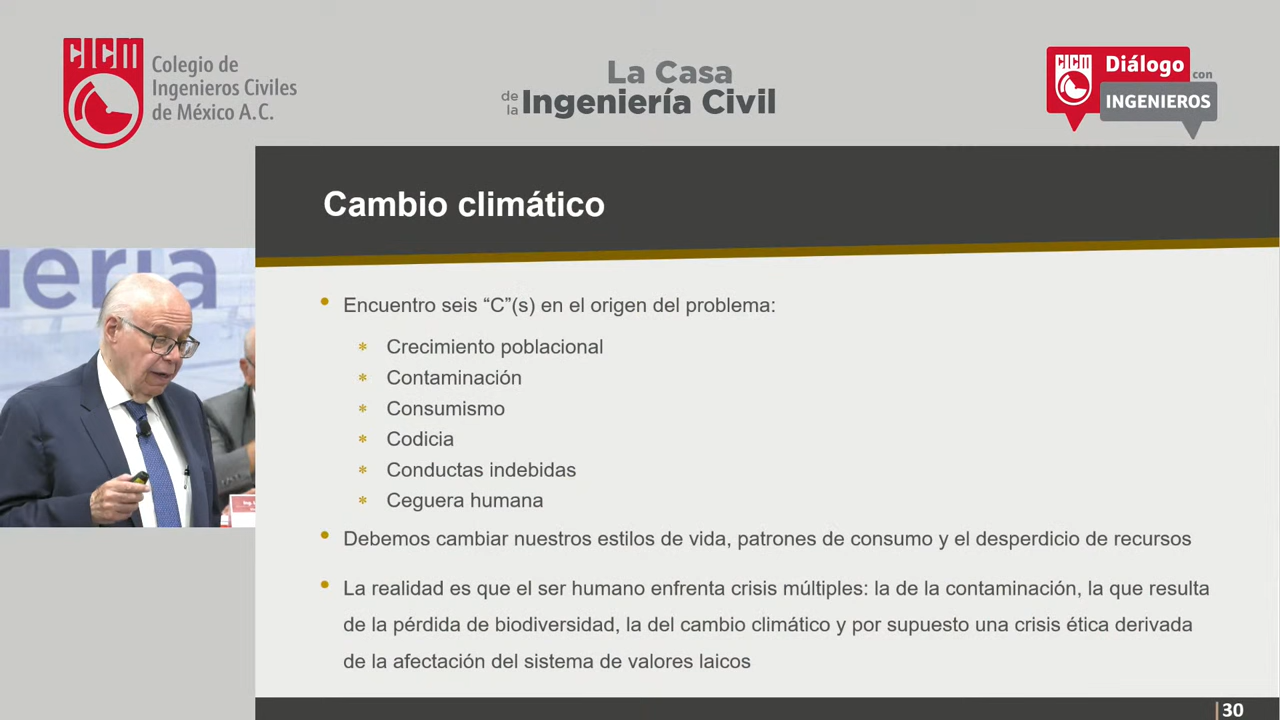 CICM
Colegio de
Ingenieros Civiles
de México A.C.
La Casa
de la Ingeniería Civil
CICM
Diálogo con
INGENIEROS
Cambio climático
• Encuentro seis “C”(s) en el origen del problema:
* Crecimiento poblacional
* Contaminación
* Consumismo
* Codicia
* Conductas indebidas
* Ceguera humana
• Debemos cambiar nuestros estilos de vida, patrones de consumo y el desperdicio de recursos
• La realidad es que el ser humano enfrenta crisis múltiples: la de la contaminación, la que resulta
de la pérdida de biodiversidad, la del cambio climático y por supuesto una crisis ética derivada
de la afectación del sistema de valores laicos
|30